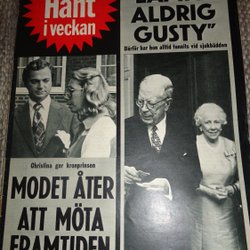 Hänt
i veckan
ALDRIG
GUSTY"
Därför har hon alltid funnits vid sjukbädden
Christina ger kronprinsen
MODET ÅTER
ATT MÖTA
FRAMTIDEN